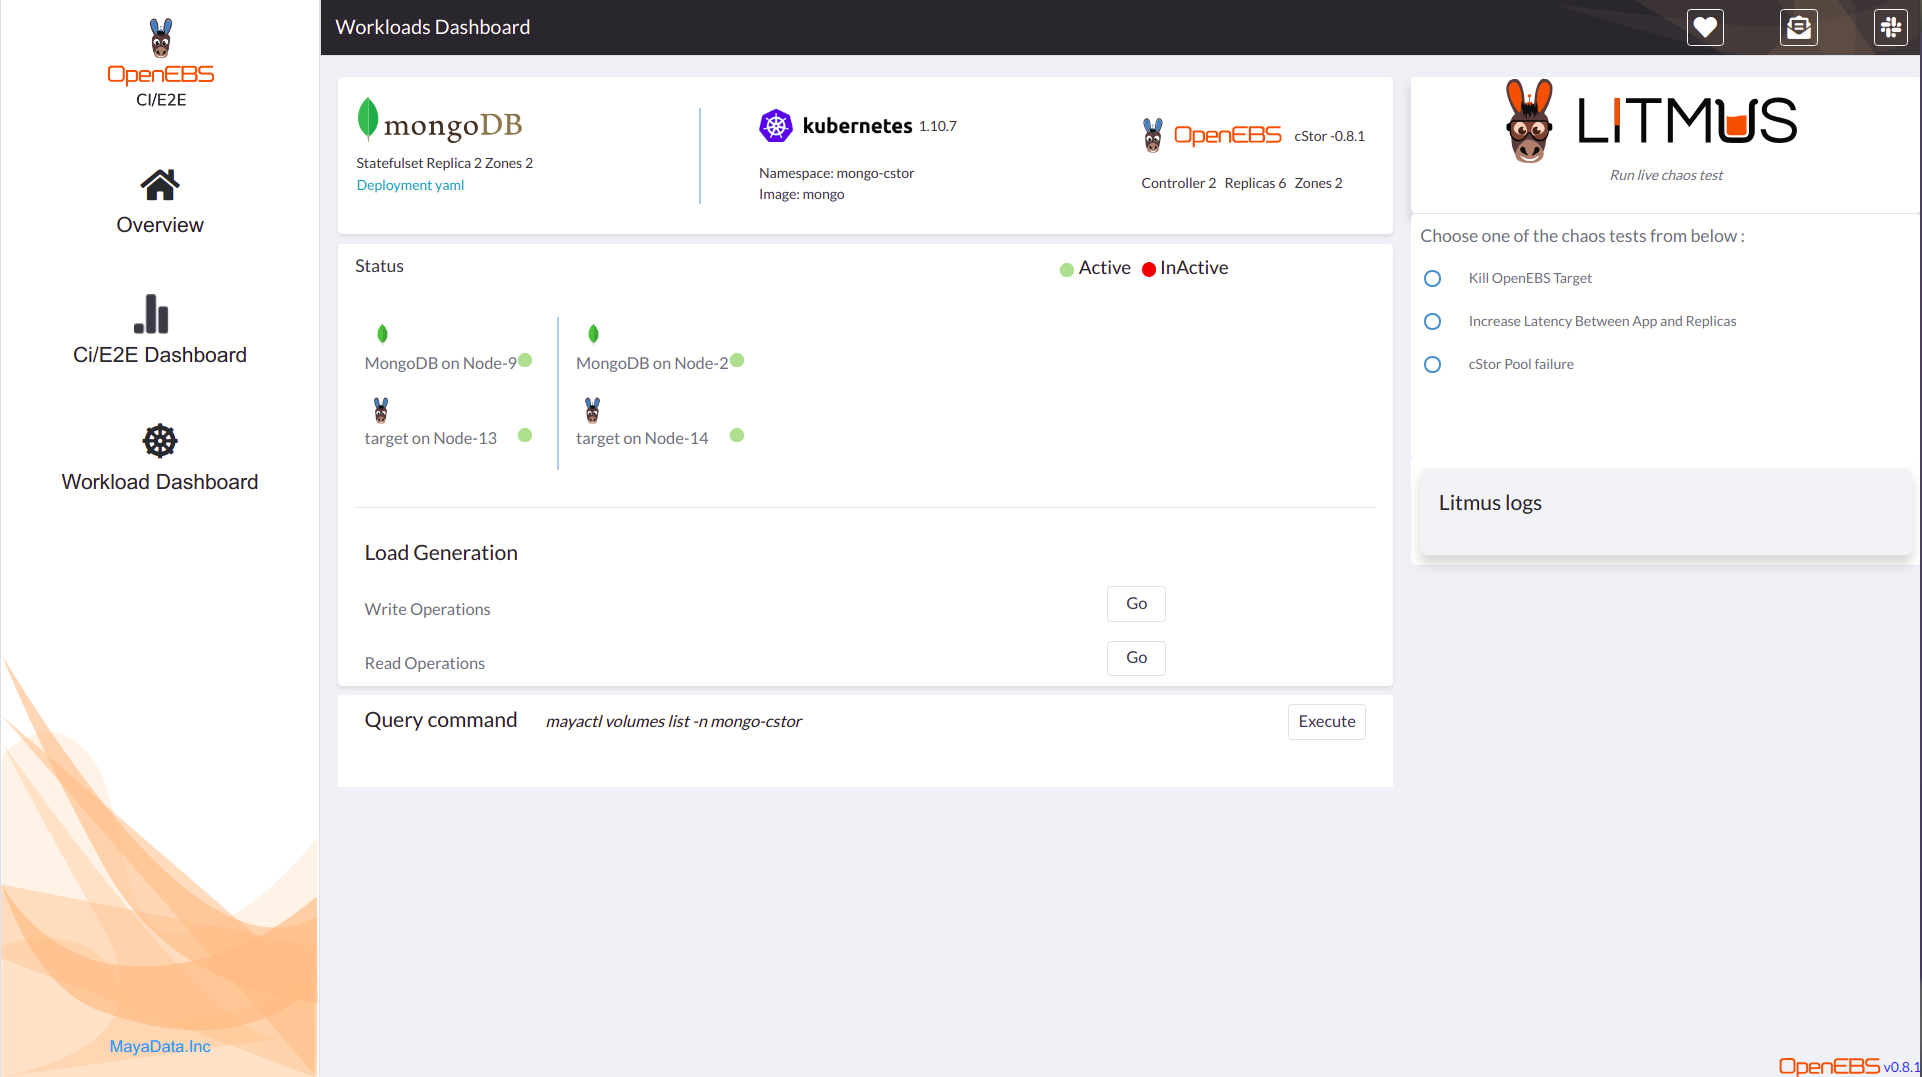 OpenEBS
CI/E2E
Overview
Ci/E2E Dashboard
Workload Dashboard
MayaData.Inc
Workloads Dashboard
mongoDB
Statefulset Replica 2 Zones 2
Deployment yaml
kubernetes 1.10.7
Namespace: mongo-cstor
Image: mongo
OpenEBS cStor -0.8.1
Controller 2 Replicas 6 Zones 2
Status
Active InActive
MongoDB on Node-9
MongoDB on Node-2
target on Node-13
target on Node-14
Load Generation
Write Operations Go
Read Operations Go
Query command mayactl volumes list -n mongo-cstor Execute
LITMUS
Run live chaos test
Choose one of the chaos tests from below :
Kill OpenEBS Target
Increase Latency Between App and Replicas
cStor Pool failure
Litmus logs
OpenEBS v0.8.1